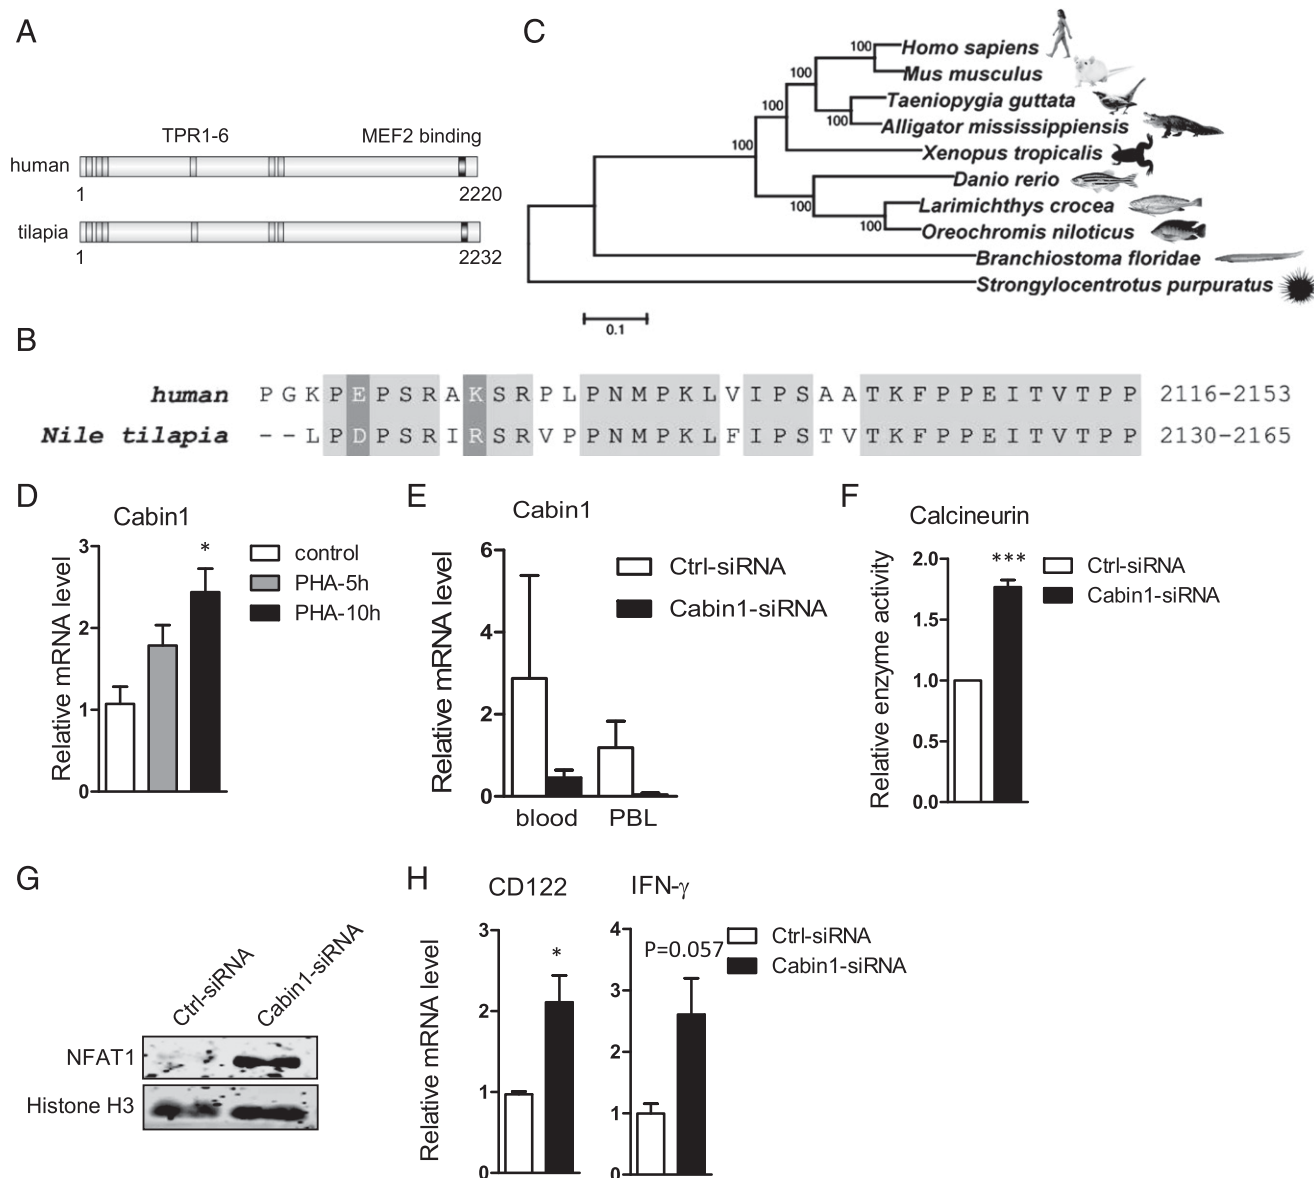 A
TPR1-6 MEF2 binding
human
1 2220
tilapia
1 2232
C
100 Homo sapiens
100 Mus musculus
100 Taeniopygia guttata
100 Alligator mississippiensis
100 Xenopus tropicalis
Danio rerio
100 Larimichthys crocea
100 Oreochromis niloticus
Branchiostoma floridae
Strongylocentrotus purpuratus
0.1
B
human P G K P E P S R A K S R P L P N M P K L V I P S A A T K F P P E I T V T P P 2116-2153
Nile tilapia - - L P D P S R I R S R V P P N M P K L F I P S T V T K F P P E I T V T P P 2130-2165
D
Cabin1
Relative mRNA level
3
2
1
0
*
control
PHA-5h
PHA-10h
E
Cabin1
Relative mRNA level
6
4
2
0
blood PBL
Ctrl-siRNA
Cabin1-siRNA
F
Calcineurin
Relative enzyme activity
2.0
1.5
1.0
0.5
0.0
***
Ctrl-siRNA
Cabin1-siRNA
G
Ctrl-siRNA
Cabin1-siRNA
NFAT1
Histone H3
H
CD122
Relative mRNA level
3
2
1
0
*
IFN-γ
4
3
2
1
0
P=0.057
Ctrl-siRNA
Cabin1-siRNA